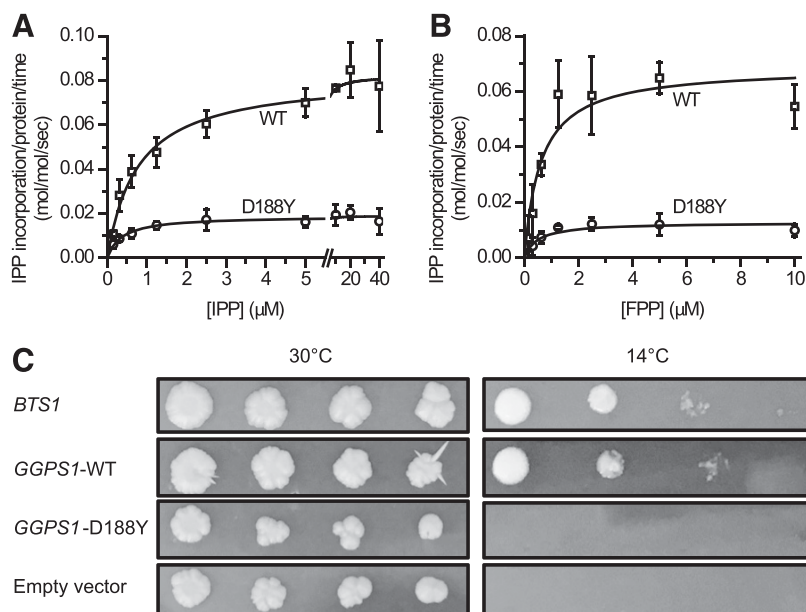 A
0.10
0.08
0.06
0.04
0.02
0.00
IPP incorporation/protein/time
(mol/mol/sec)
WT
D188Y
0 1 2 3 4 5 20 40
[IPP] (µM)
B
0.08
0.06
0.04
0.02
0.00
IPP incorporation/protein/time
(mol/mol/sec)
WT
D188Y
0 2 4 6 8 10
[FPP] (µM)
C
30°C 14°C
BTS1
GGPS1-WT
GGPS1-D188Y
Empty vector